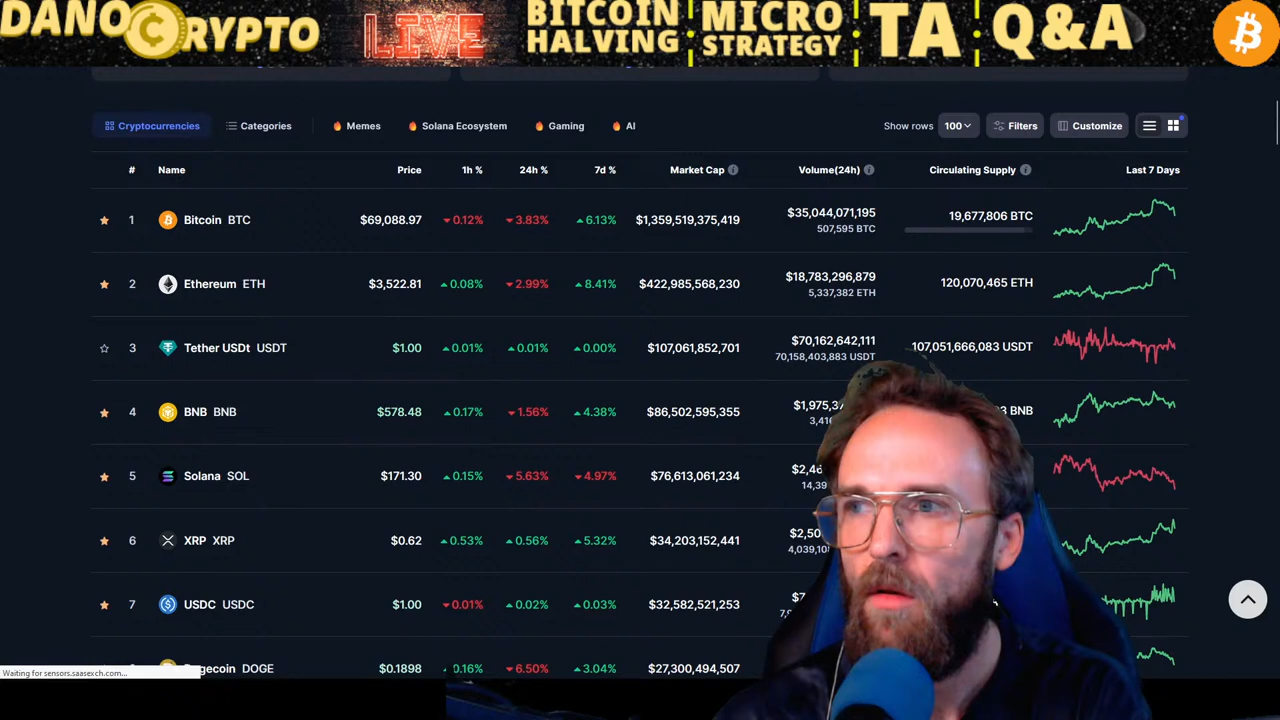 DANO CRYPTO
LIVE
BITCOIN HALVING
MICRO STRATEGY
TA
Q&A
Cryptocurrencies
Categories
Memes
Solana Ecosystem
Gaming
AI
Show rows
100
Filters
Customize
# Name Price 1h % 24h % 7d % Market Cap Volume(24h) Circulating Supply Last 7 Days
1 Bitcoin BTC $69,088.97 0.12% 3.83% 6.13% $1,359,519,375,419 $35,044,071,195 19,677,806 BTC
507,595 BTC
2 Ethereum ETH $3,522.81 0.08% 2.99% 8.41% $422,985,568,230 $18,783,296,879 120,070,465 ETH
5,337,382 ETH
3 Tether USDt USDT $1.00 0.01% 0.01% 0.00% $107,061,852,701 $70,162,642,111 107,051,666,083 USDT
70,158,403,883 USDT
4 BNB BNB $578.48 0.17% 1.56% 4.38% $86,502,595,355 BNB
5 Solana SOL $171.30 0.15% 5.63% 4.97% $76,613,061,234
6 XRP XRP $0.62 0.53% 0.56% 5.32% $34,203,152,441
7 USDC USDC $1.00 0.01% 0.02% 0.03% $32,582,521,253
DOGE $0.1898 0.16% 6.50% 3.04% $27,300,494,507
Waiting for sensors.saasexch.com...